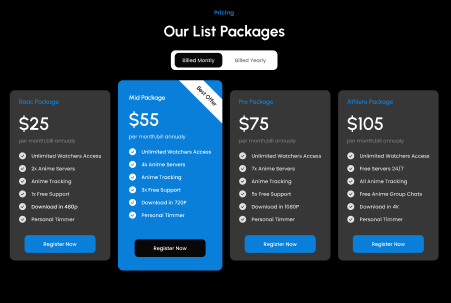 Pricing
Our List Packages
Billed Montly
Billed Yearly
Basic Package
$25
per month,bill annualy
Unlimited Watchers Access
2x Anime Servers
Anime Tracking
1x Free Support
Download in 480p
Personal Timmer
Register Now
Best Offer
Mid Package
$55
per month,bill annualy
Unlimited Watchers Access
4x Anime Servers
Anime Tracking
3x Free Support
Download in 720P
Personal Timmer
Register Now
Pro Package
$75
per month,bill annualy
Unlimited Watchers Access
7x Anime Servers
Anime Tracking
5x Free Support
Download in 1080P
Personal Timmer
Register Now
Athlete Package
$105
per month,bill annualy
Unlimited Watchers Access
Free Servers 24/7
All Anime Tracking
Free Anime Group Chats
Download in 4K
Personal Timmer
Register Now